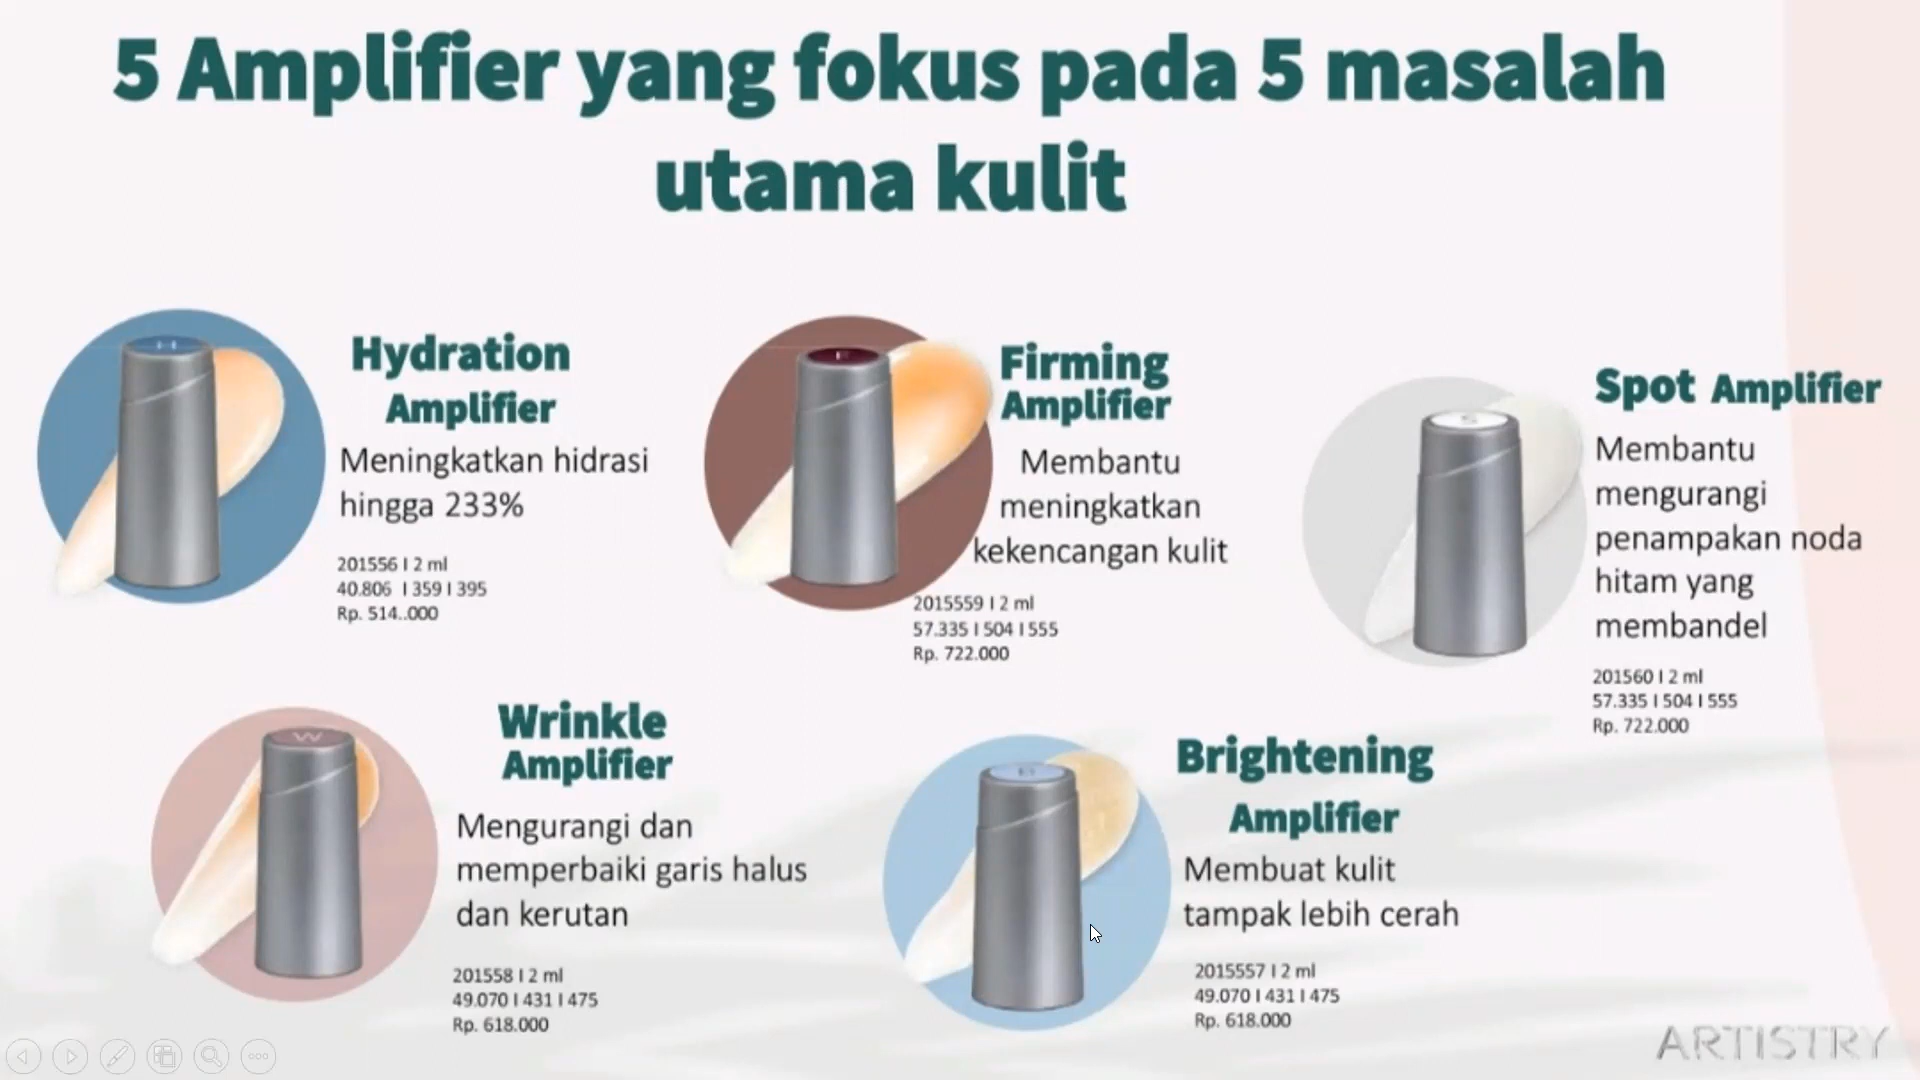 5 Amplifier yang fokus pada 5 masalah
utama kulit
Hydration
Amplifier
Meningkatkan hidrasi
hingga 233%
201556 I 2 ml
40.806 I 359 I 395
Rp. 514..000
Firming
Amplifier
Membantu
meningkatkan
kekencangan kulit
2015559 I 2 ml
57.335 I 504 I 555
Rp. 722.000
Spot Amplifier
Membantu
mengurangi
penampakan noda
hitam yang
membandel
201560 I 2 ml
57.335 I 504 I 555
Rp. 722.000
W
Wrinkle
Amplifier
Mengurangi dan
memperbaiki garis halus
dan kerutan
201558 I 2 ml
49.070 I 431 I 475
Rp. 618.000
Brightening
Amplifier
Membuat kulit
tampak lebih cerah
2015557 I 2 ml
49.070 I 431 I 475
Rp. 618.000
ARTISTRY